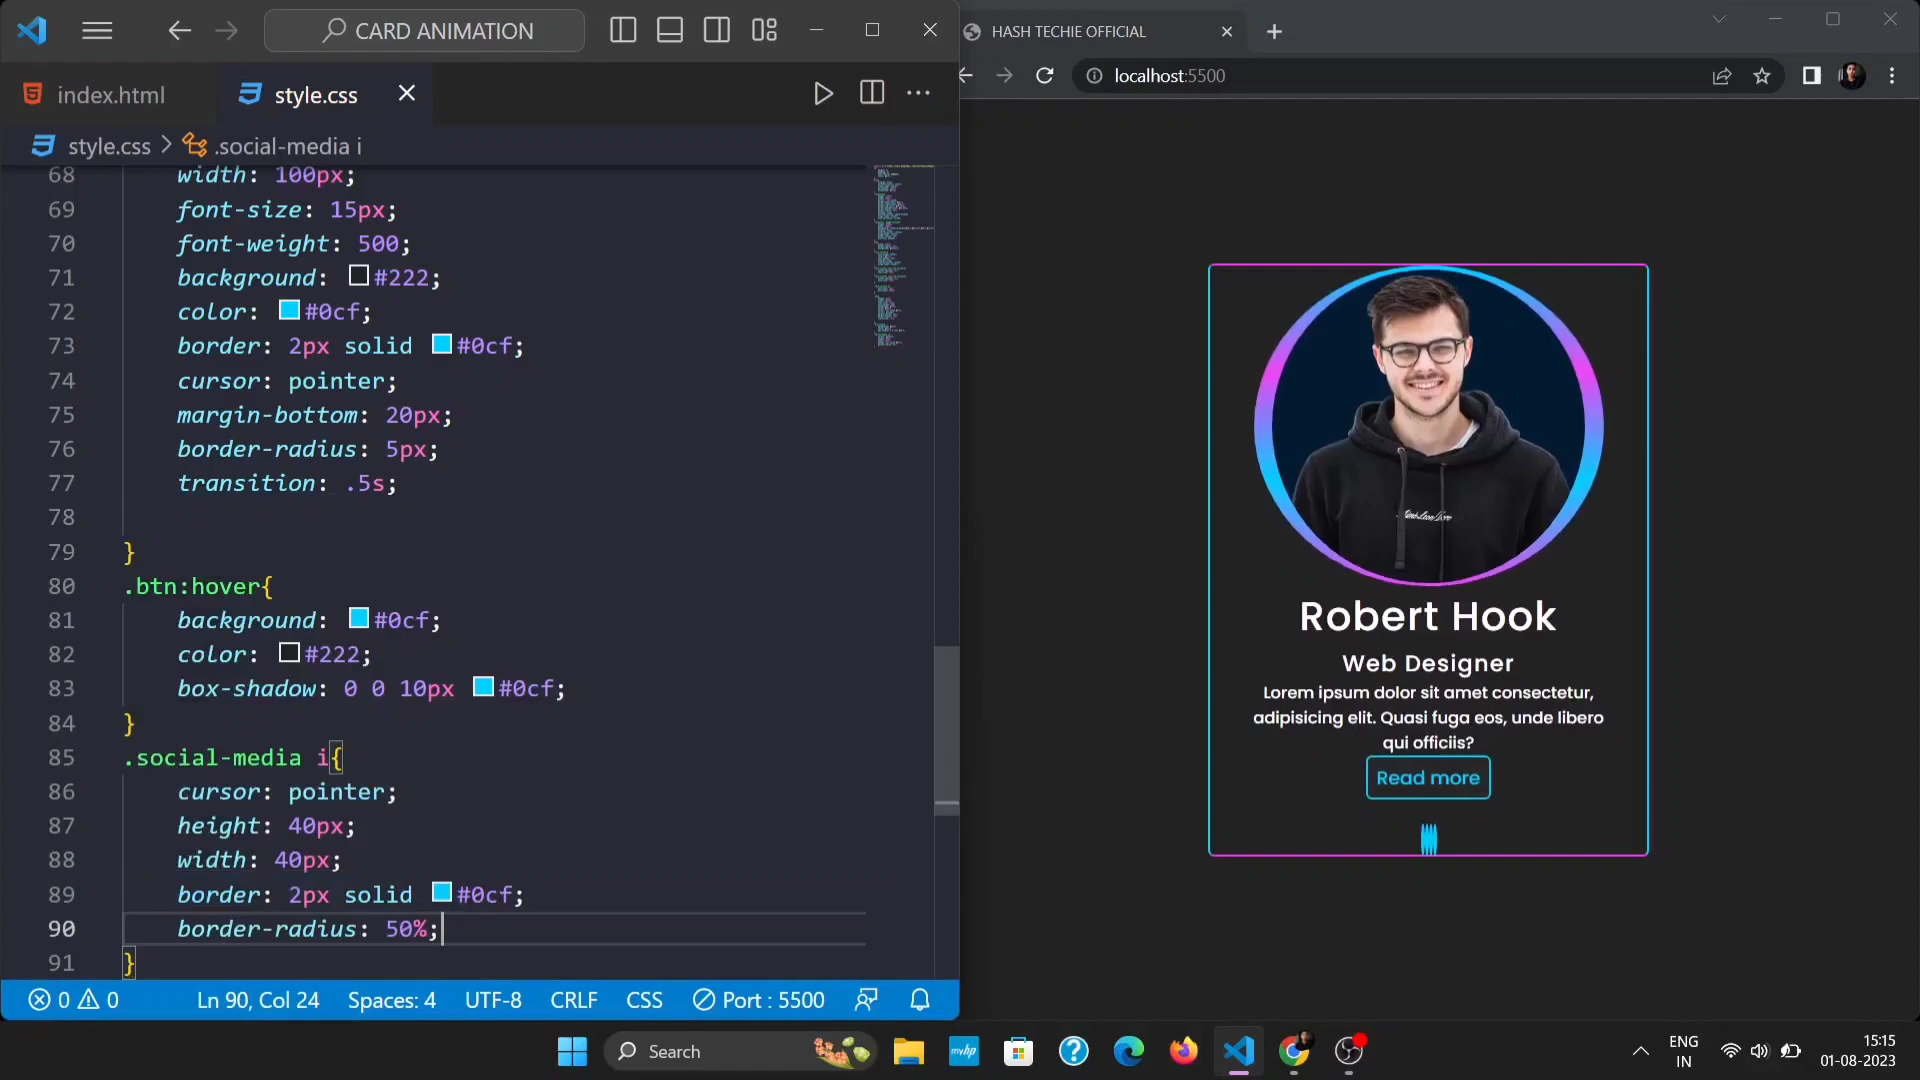 CARD ANIMATION
index.html
style.css
style.css > .social-media i
68 width: 100px;
69 font-size: 15px;
70 font-weight: 500;
71 background: #222;
72 color: #0cf;
73 border: 2px solid #0cf;
74 cursor: pointer;
75 margin-bottom: 20px;
76 border-radius: 5px;
77 transition: .5s;
78
79 }
80 .btn:hover{
81 background: #0cf;
82 color: #222;
83 box-shadow: 0 0 10px #0cf;
84 }
85 .social-media i{
86 cursor: pointer;
87 height: 40px;
88 width: 40px;
89 border: 2px solid #0cf;
90 border-radius: 50%;
91 }
0 0 Ln 90, Col 24 Spaces: 4 UTF-8 CRLF CSS Port : 5500
HASH TECHIE OFFICIAL
localhost:5500
Robert Hook
Web Designer
Lorem ipsum dolor sit amet consectetur,
adipisicing elit. Quasi fuga eos, unde libero
qui officiis?
Read more
Search
myhp
ENG
IN
15:15
01-08-2023